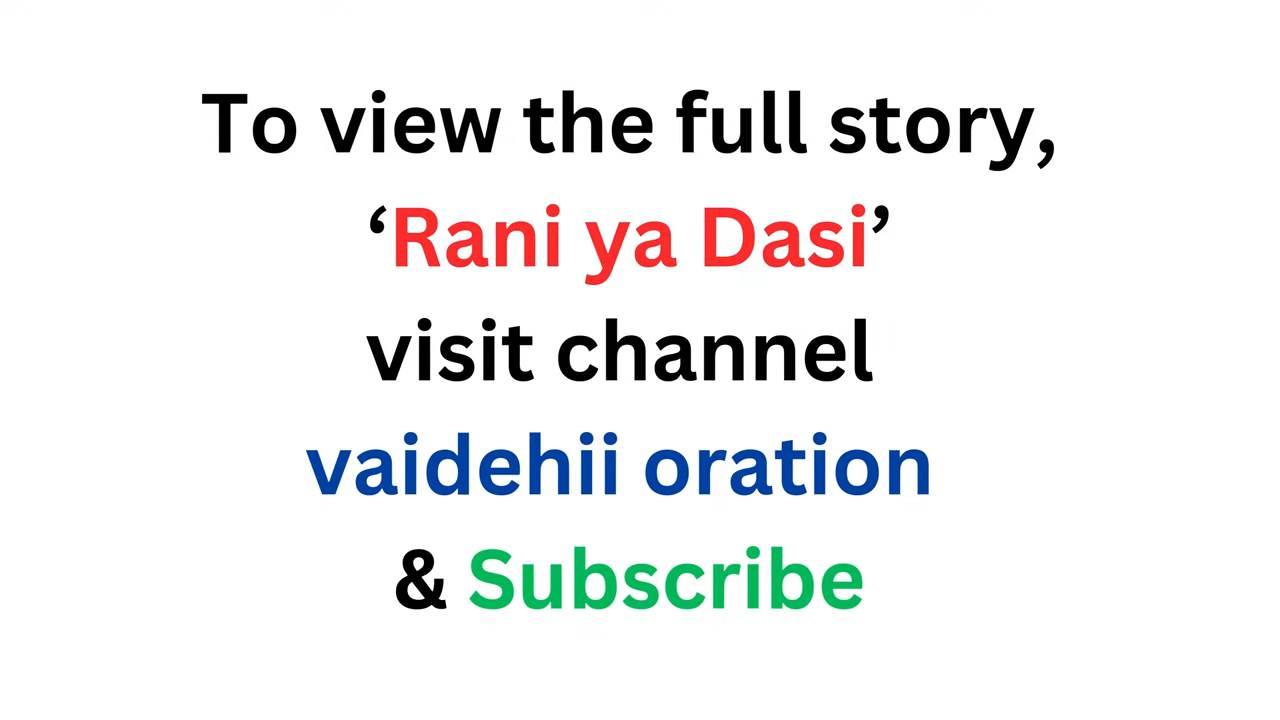 To view the full story,
‘Rani ya Dasi’
visit channel
vaidehii oration
& Subscribe